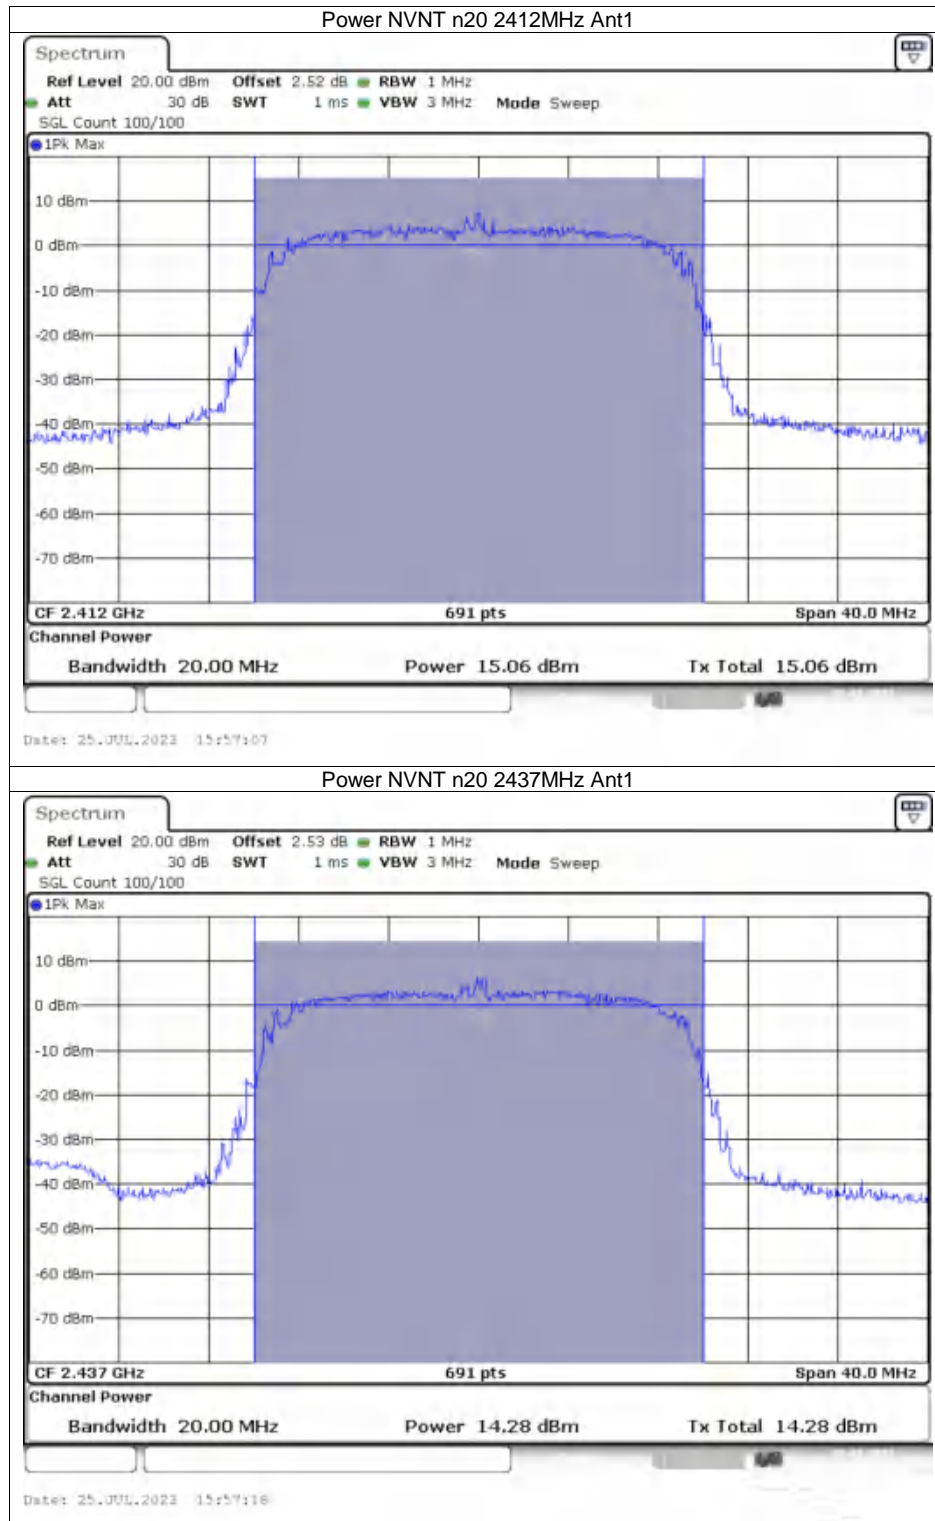 Power NVNT n20 2412MHz Ant1
Spectrum
Ref Level 20.00 dBm Offset 2.52 dB RBW 1 MHz
Att 30 dB SWT 1 ms VBW 3 MHz Mode Sweep
SGL Count 100/100
1Pk Max
10 dBm
0 dBm
-10 dBm
-20 dBm
-30 dBm
-40 dBm
-50 dBm
-60 dBm
-70 dBm
CF 2.412 GHz 691 pts Span 40.0 MHz
Channel Power
Bandwidth 20.00 MHz Power 15.06 dBm Tx Total 15.06 dBm
Date: 25.JUL.2023 15:57:07
Power NVNT n20 2437MHz Ant1
Spectrum
Ref Level 20.00 dBm Offset 2.53 dB RBW 1 MHz
Att 30 dB SWT 1 ms VBW 3 MHz Mode Sweep
SGL Count 100/100
1Pk Max
10 dBm
0 dBm
-10 dBm
-20 dBm
-30 dBm
-40 dBm
-50 dBm
-60 dBm
-70 dBm
CF 2.437 GHz 691 pts Span 40.0 MHz
Channel Power
Bandwidth 20.00 MHz Power 14.28 dBm Tx Total 14.28 dBm
Date: 25.JUL.2023 15:57:18